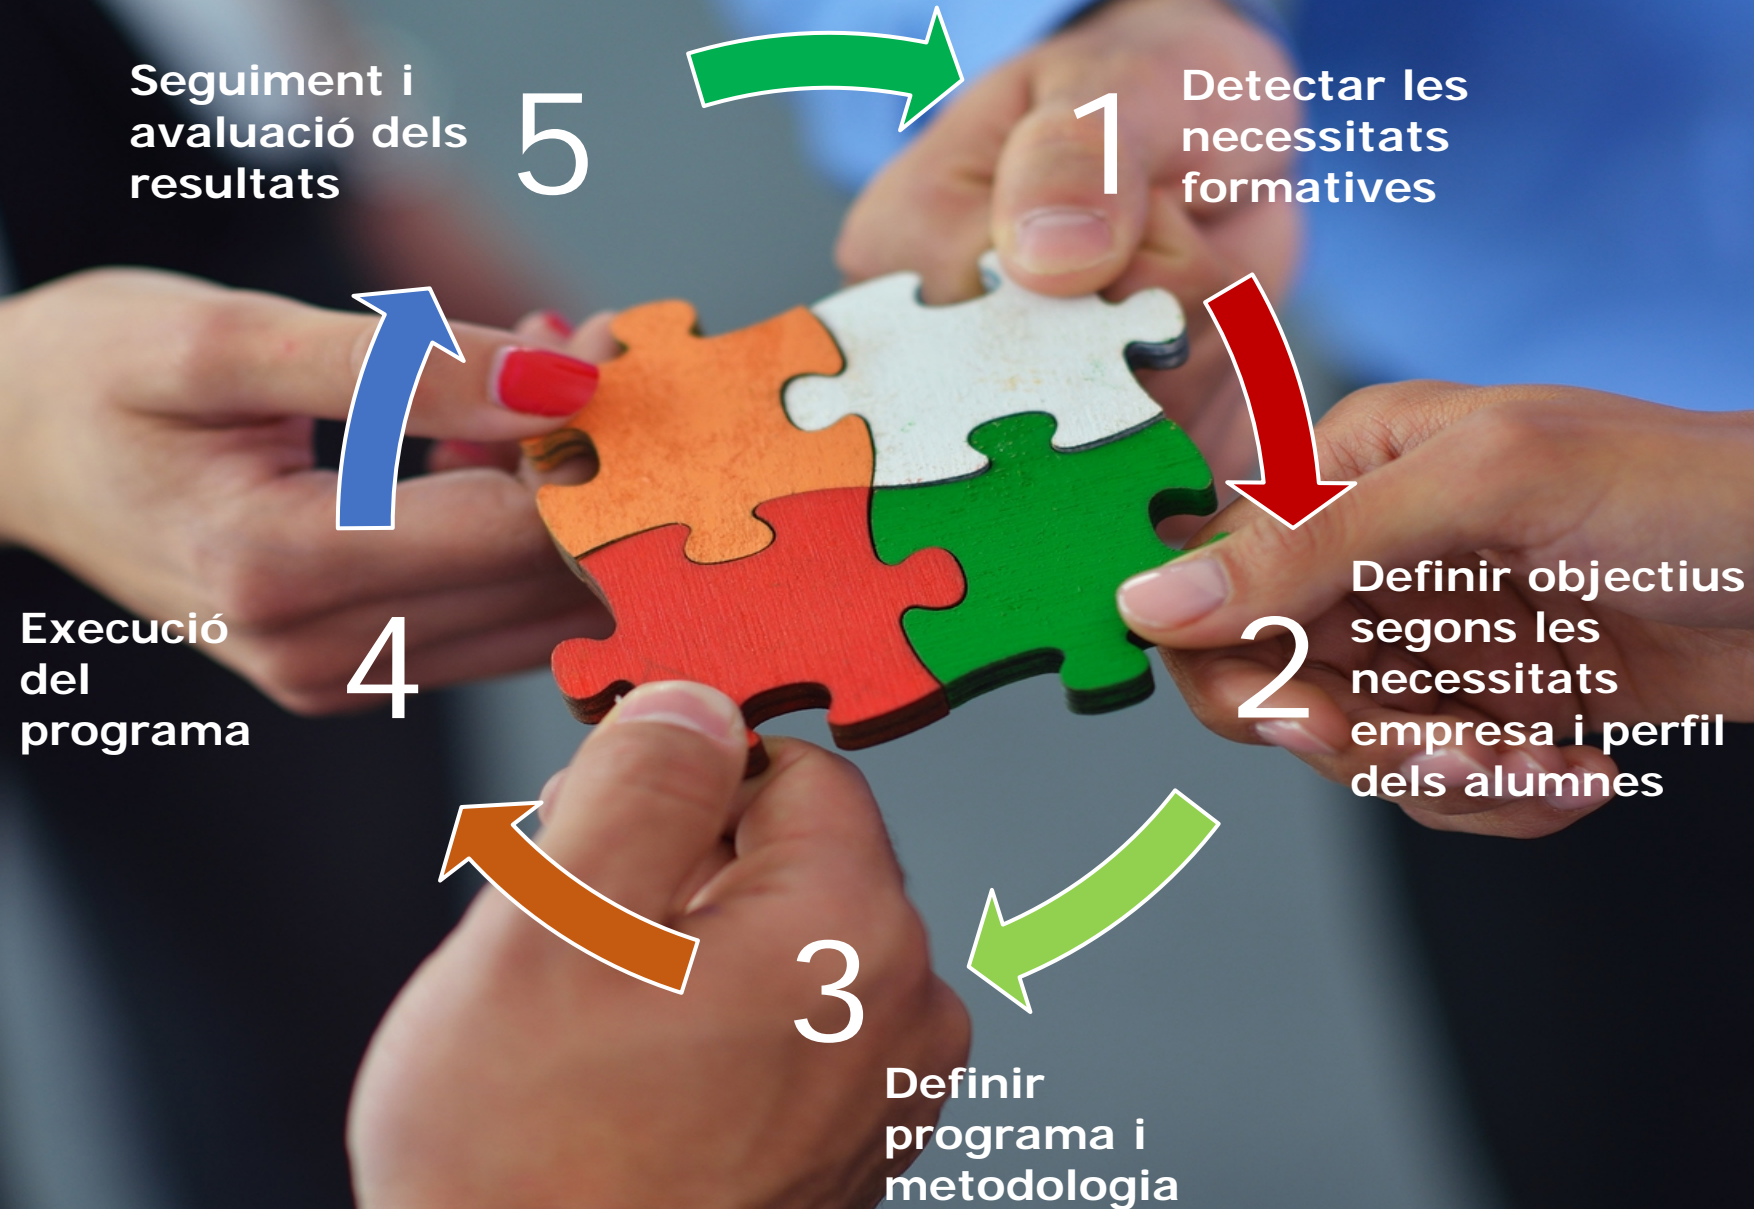 1
Detectar les
necessitats
formatives
2
Definir objectius
segons les
necessitats
empresa i perfil
dels alumnes
3
Definir
programa i
metodologia
4
Execució
del
programa
5
Seguiment i
avaluació dels
resultats